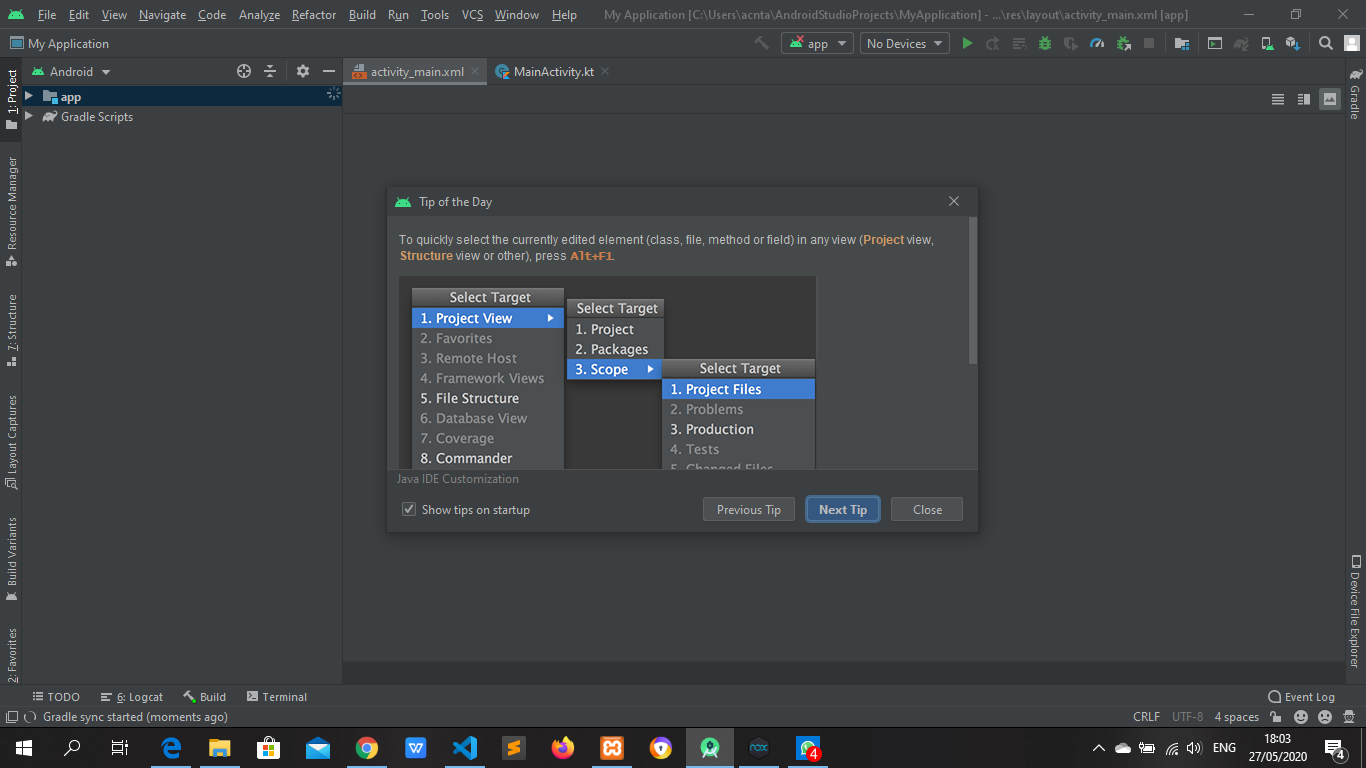 File Edit View Navigate Code Analyze Refactor Build Run Tools VCS Window Help My Application [C:\Users\acnta\AndroidStudioProjects\MyApplication] - ...\res\layout\activity_main.xml [app]
My Application app No Devices
Android activity_main.xml MainActivity.kt
1: Project
Resource Manager
7: Structure
Layout Captures
Build Variants
2: Favorites
app
Gradle Scripts
Gradle
Device File Explorer
Tip of the Day
To quickly select the currently edited element (class, file, method or field) in any view (Project view,
Structure view or other), press Alt+F1.
Select Target
1. Project View
2. Favorites
3. Remote Host
4. Framework Views
5. File Structure
6. Database View
7. Coverage
8. Commander
Select Target
1. Project
2. Packages
3. Scope
Select Target
1. Project Files
2. Problems
3. Production
4. Tests
5. Changed Files
Java IDE Customization
Show tips on startup Previous Tip Next Tip Close
TODO 6: Logcat Build Terminal Event Log
Gradle sync started (moments ago) CRLF UTF-8 4 spaces
W nox 4 ENG 18:03
27/05/2020 4